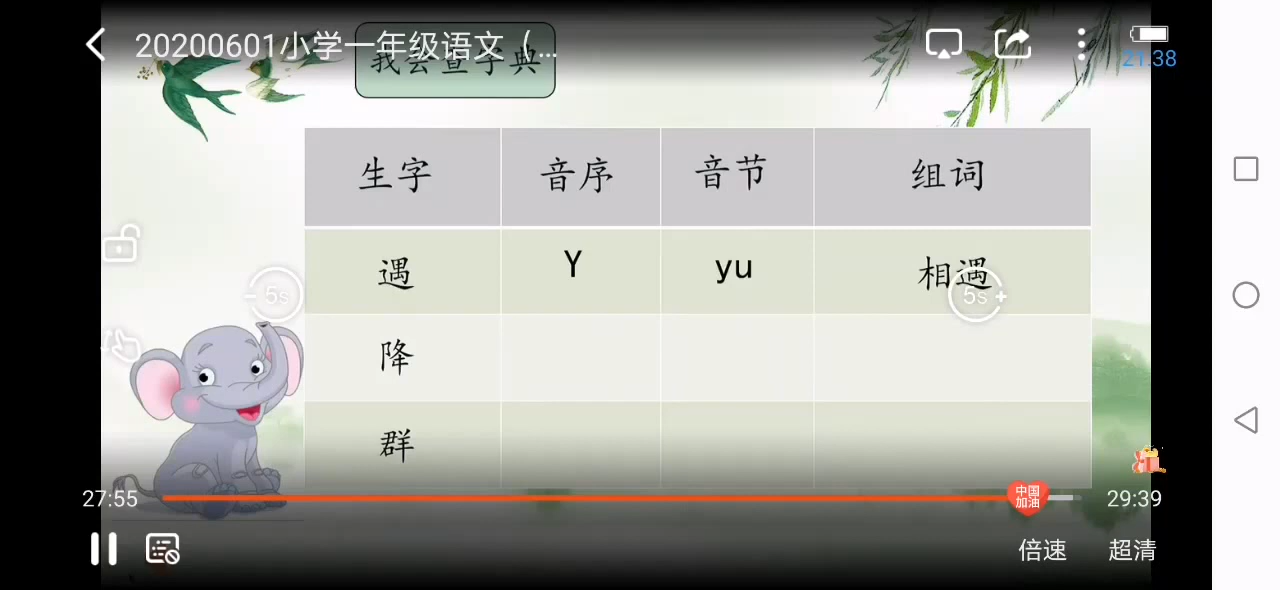 20200601小学一年级语文（...
我会查字典
21:38
生字 音序 音节 组词
遇 Y yu 相遇
- 5s
5s +
降
群
27:55
中国
加油
29:39
倍速 超清